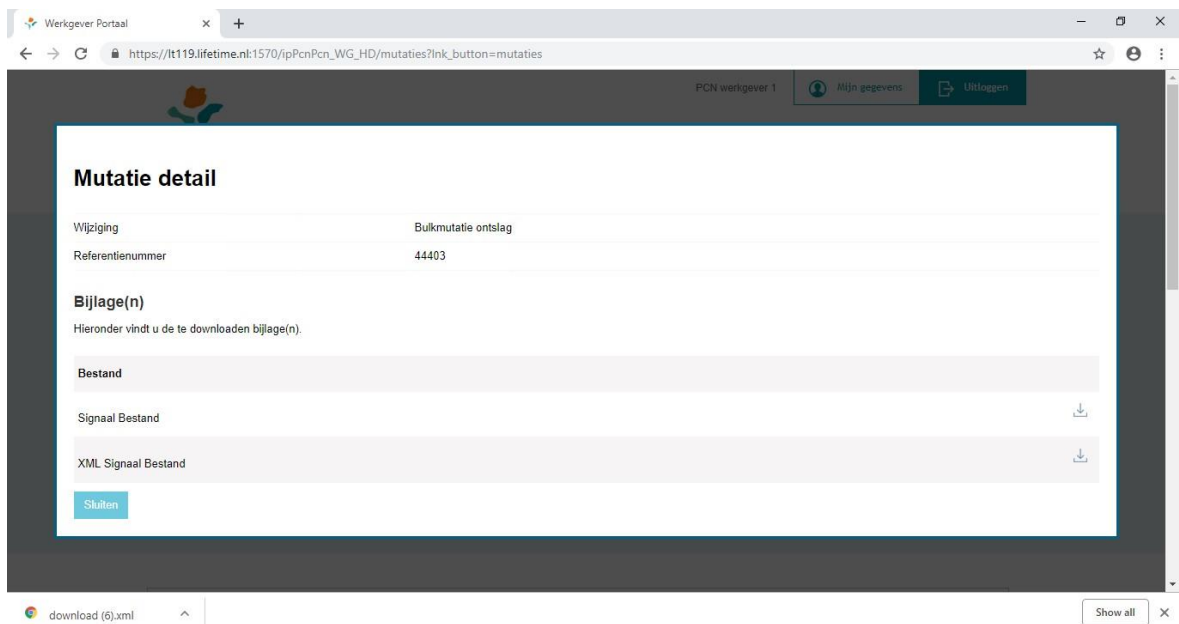 Werkgever Portaal
https://lt119.lifetime.nl:1570/ipPcnPcn_WG_HD/mutaties?lnk_button=mutaties
PCN werkgever 1 Mijn gegevens Uitloggen
Mutatie detail
Wijziging Bulkmutatie ontslag
Referentienummer 44403
Bijlage(n)
Hieronder vindt u de te downloaden bijlage(n).
Bestand
Signaal Bestand
XML Signaal Bestand
Sluiten
download (6).xml Show all